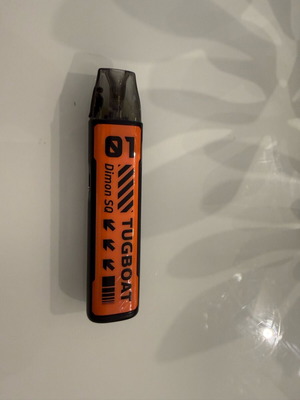 01
TUGBOAT
Dimon SQ